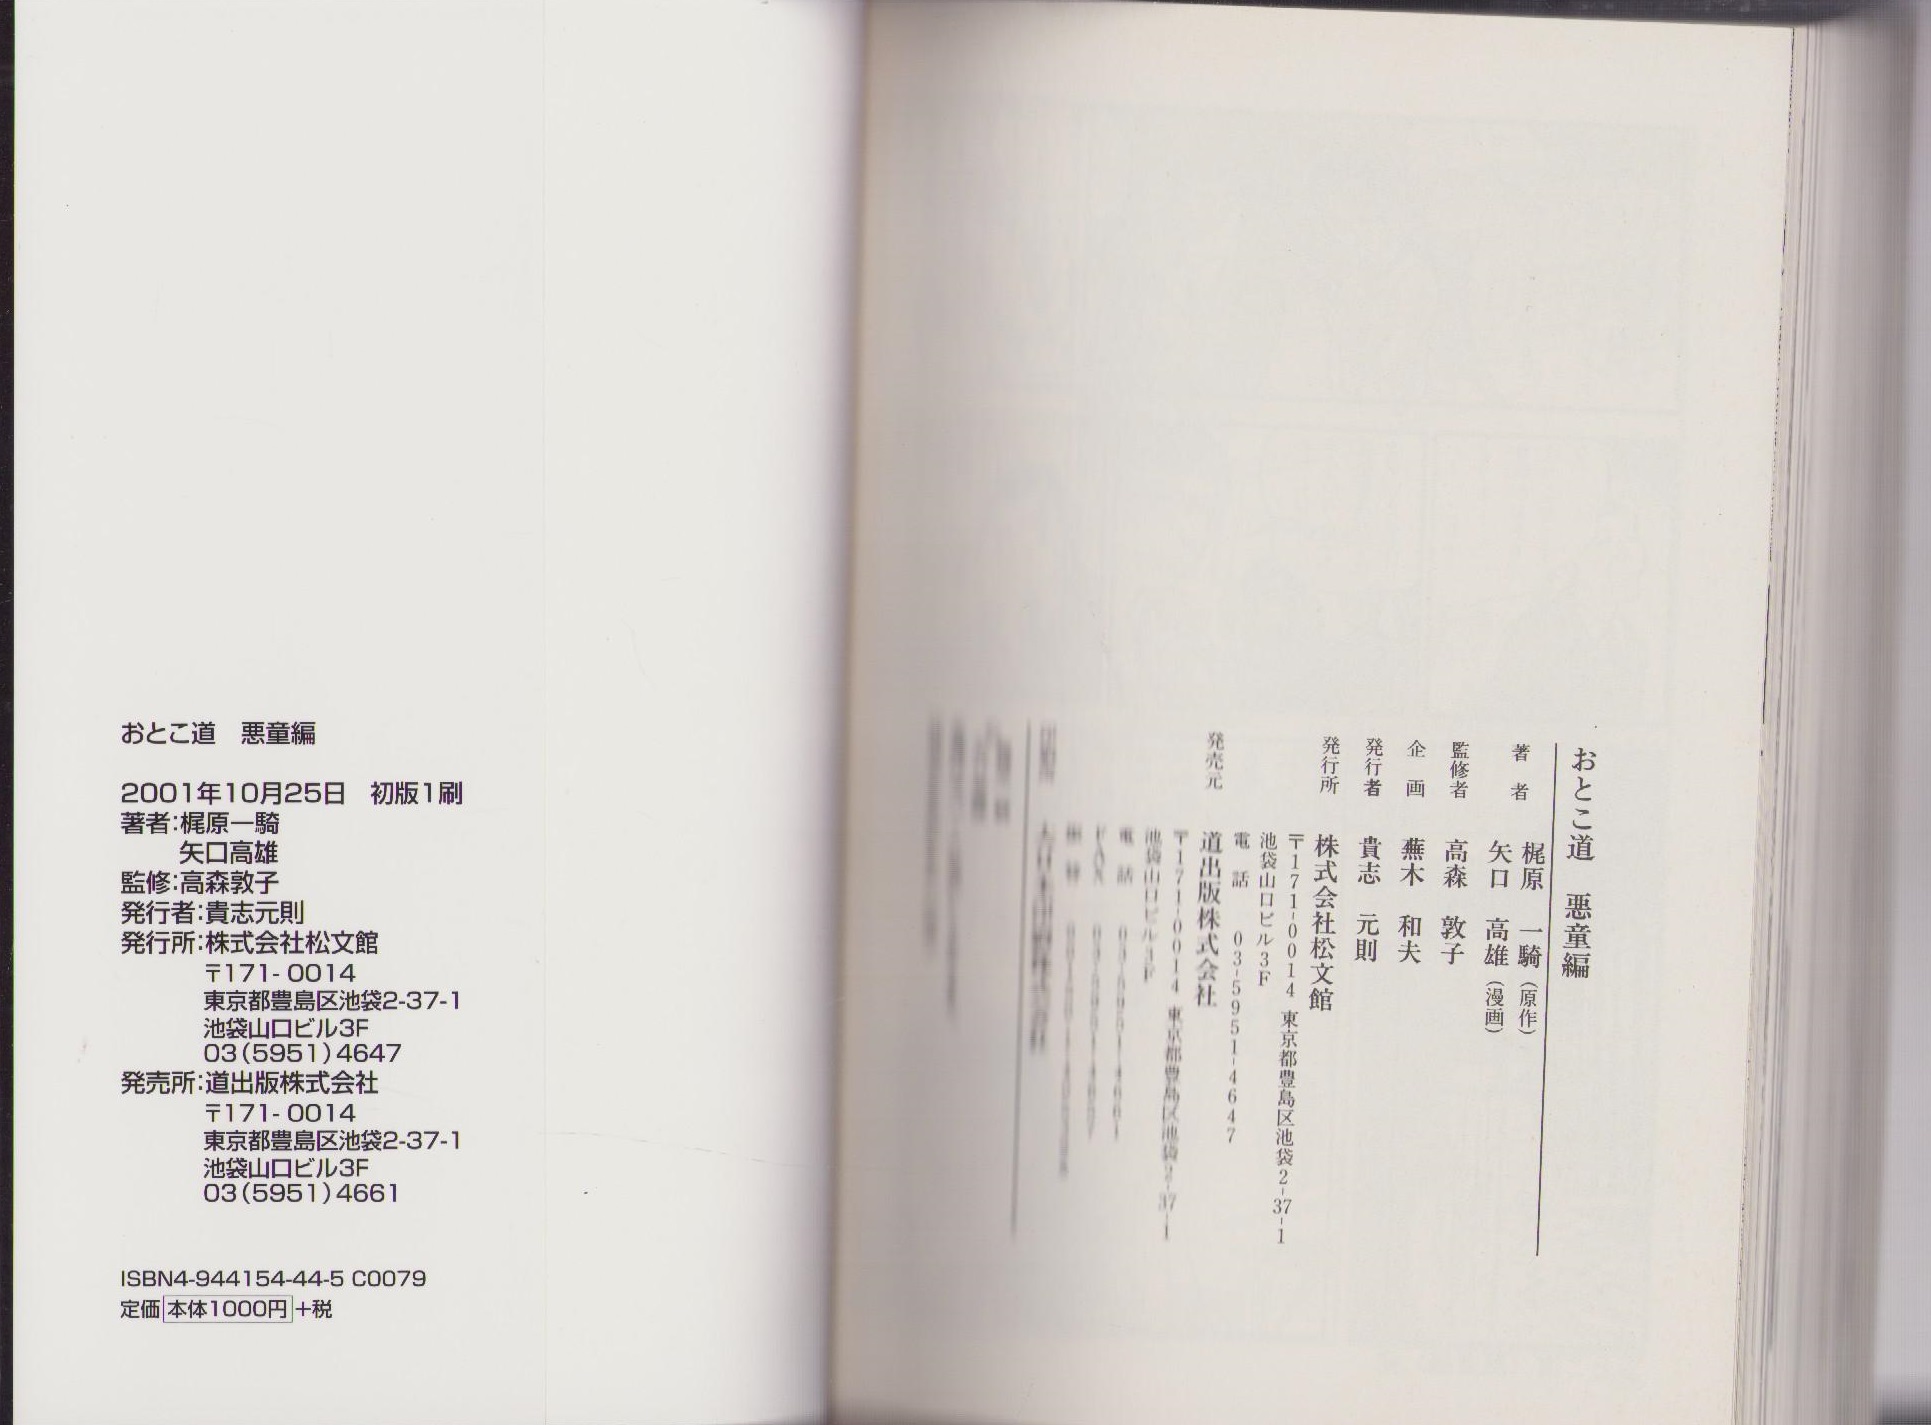 おとこ道　悪童編
2001年10月25日　初版1刷
著者:梶原一騎
矢口高雄
監修:高森敦子
発行者:貴志元則
発行所:株式会社松文館
〒171-0014
東京都豊島区池袋2-37-1
池袋山口ビル3F
03(5951)4647
発売所:道出版株式会社
〒171-0014
東京都豊島区池袋2-37-1
池袋山口ビル3F
03(5951)4661
ISBN4-944154-44-5 C0079
定価本体1000円+税
おとこ道　悪童編
著　者　梶原　一騎（原作）
矢口　高雄（漫画）
監修者　高森　敦子
企　画　蕪木　和夫
発行者　貴志　元則
発行所　株式会社松文館
〒171-0014　東京都豊島区池袋2-37-1
池袋山口ビル3F
電　話　03-5951-4647
発売元　道出版株式会社
〒171-0014　東京都豊島区池袋2-37-1
池袋山口ビル3F
電　話　03-5951-4661